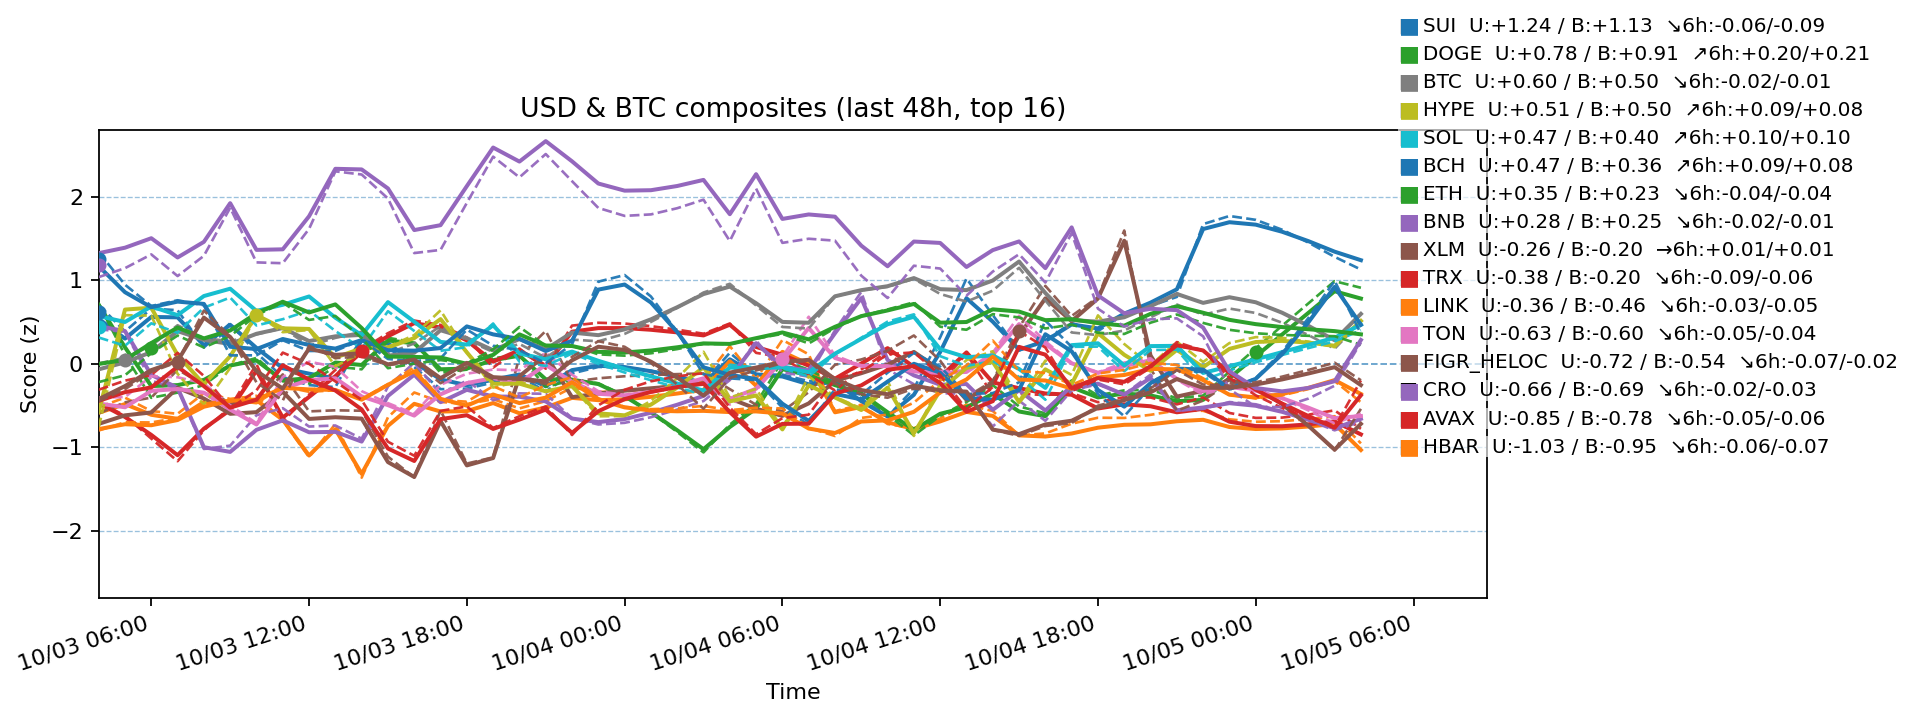 SUI  U:+1.24 / B:+1.13  ↘6h:-0.06/-0.09
DOGE  U:+0.78 / B:+0.91  ↗6h:+0.20/+0.21
BTC  U:+0.60 / B:+0.50  ↘6h:-0.02/-0.01
HYPE  U:+0.51 / B:+0.50  ↗6h:+0.09/+0.08
SOL  U:+0.47 / B:+0.40  ↗6h:+0.10/+0.10
BCH  U:+0.47 / B:+0.36  ↗6h:+0.09/+0.08
ETH  U:+0.35 / B:+0.23  ↘6h:-0.04/-0.04
BNB  U:+0.28 / B:+0.25  ↘6h:-0.02/-0.01
XLM  U:-0.26 / B:-0.20  →6h:+0.01/+0.01
TRX  U:-0.38 / B:-0.20  ↘6h:-0.09/-0.06
LINK  U:-0.36 / B:-0.46  ↘6h:-0.03/-0.05
TON  U:-0.63 / B:-0.60  ↘6h:-0.05/-0.04
FIGR_HELOC  U:-0.72 / B:-0.54  ↘6h:-0.07/-0.02
CRO  U:-0.66 / B:-0.69  ↘6h:-0.02/-0.03
AVAX  U:-0.85 / B:-0.78  ↘6h:-0.05/-0.06
HBAR  U:-1.03 / B:-0.95  ↘6h:-0.06/-0.07
USD & BTC composites (last 48h, top 16)
Score (z)
2
1
0
−1
−2
10/03 06:00
10/03 12:00
10/03 18:00
10/04 00:00
10/04 06:00
10/04 12:00
10/04 18:00
10/05 00:00
10/05 06:00
Time